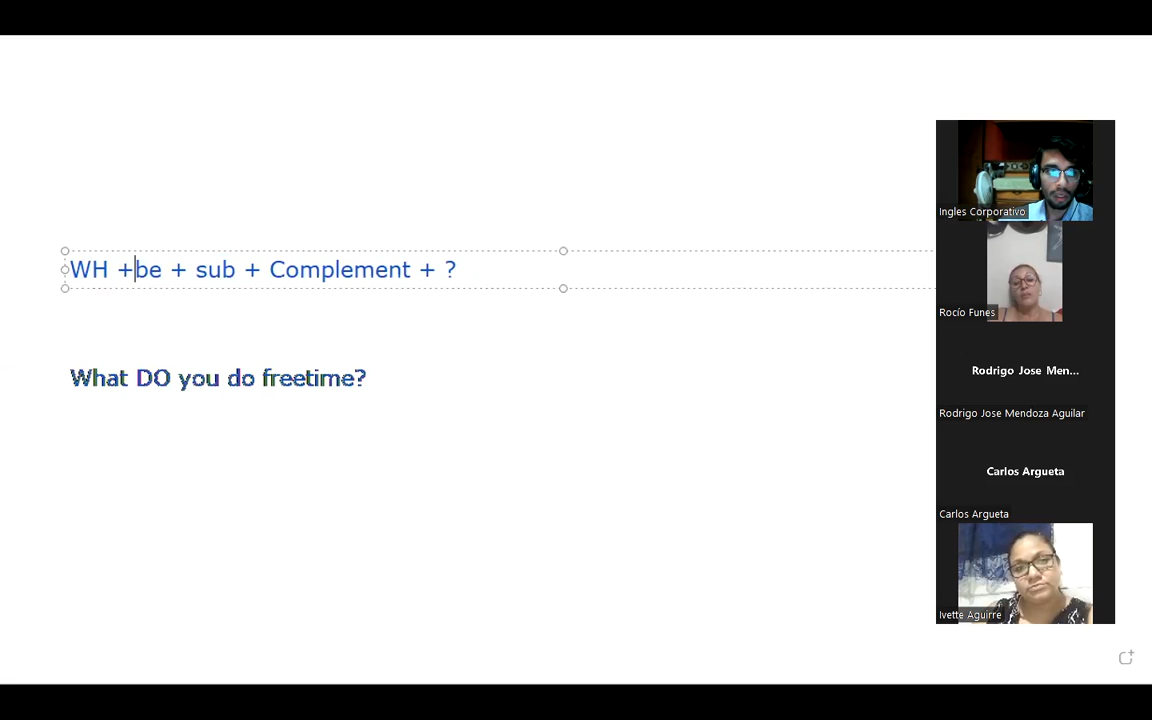 WH +be + sub + Complement + ?
What DO you do freetime?
Ingles Corporativo
Rocío Funes
Rodrigo Jose Men...
Rodrigo Jose Mendoza Aguilar
Carlos Argueta
Carlos Argueta
Ivette Aguirre